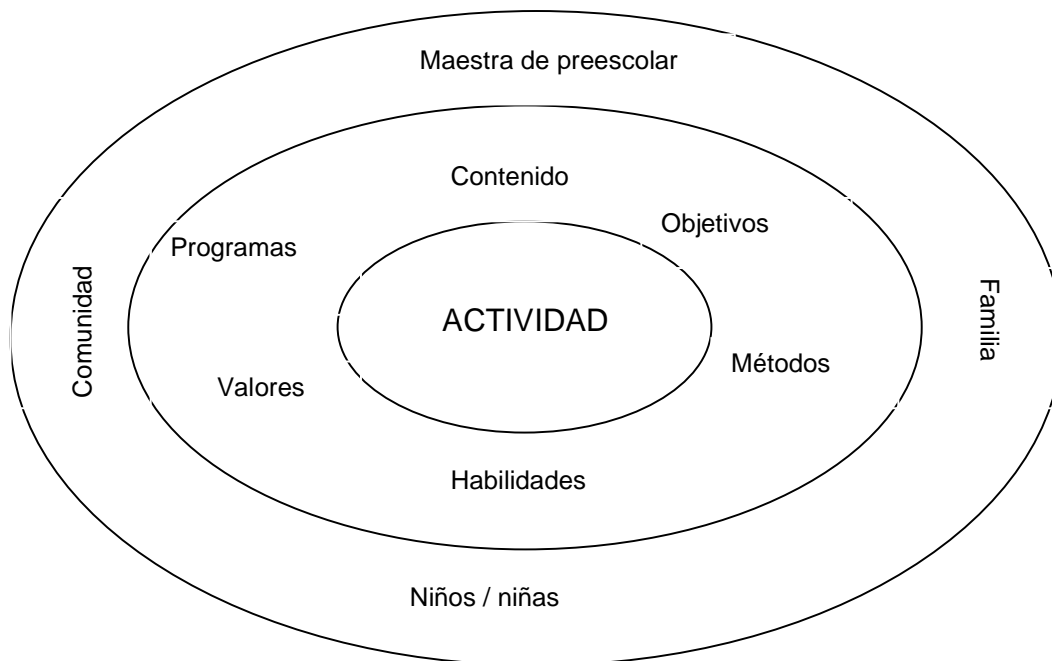 Maestra de preescolar
Contenido
Objetivos
Programas
Comunidad
ACTIVIDAD
Familia
Métodos
Valores
Habilidades
Niños / niñas